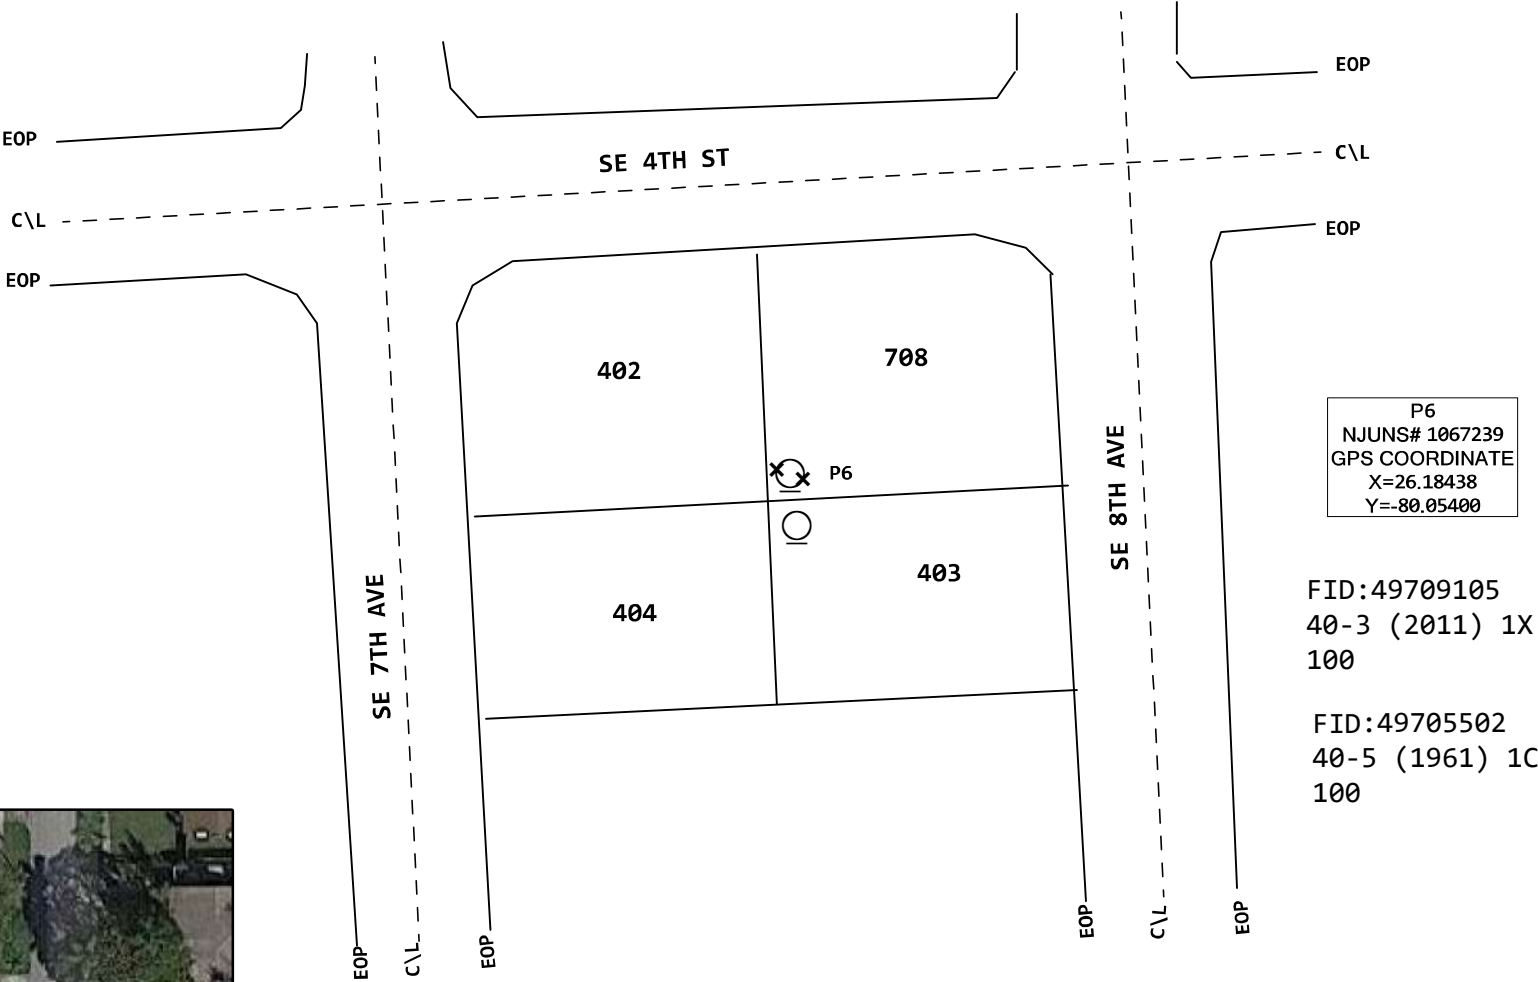 EOP
EOP
SE 4TH ST
C\L
C\L
EOP
EOP
402
708
P6
SE 8TH AVE
P6
NJUNS# 1067239
GPS COORDINATE
X=26.18438
Y=-80.05400
SE 7TH AVE
404
403
FID:49709105
40-3 (2011) 1X
100
FID:49705502
40-5 (1961) 1C
100
EOP
C\L
EOP
EOP
C\L
EOP